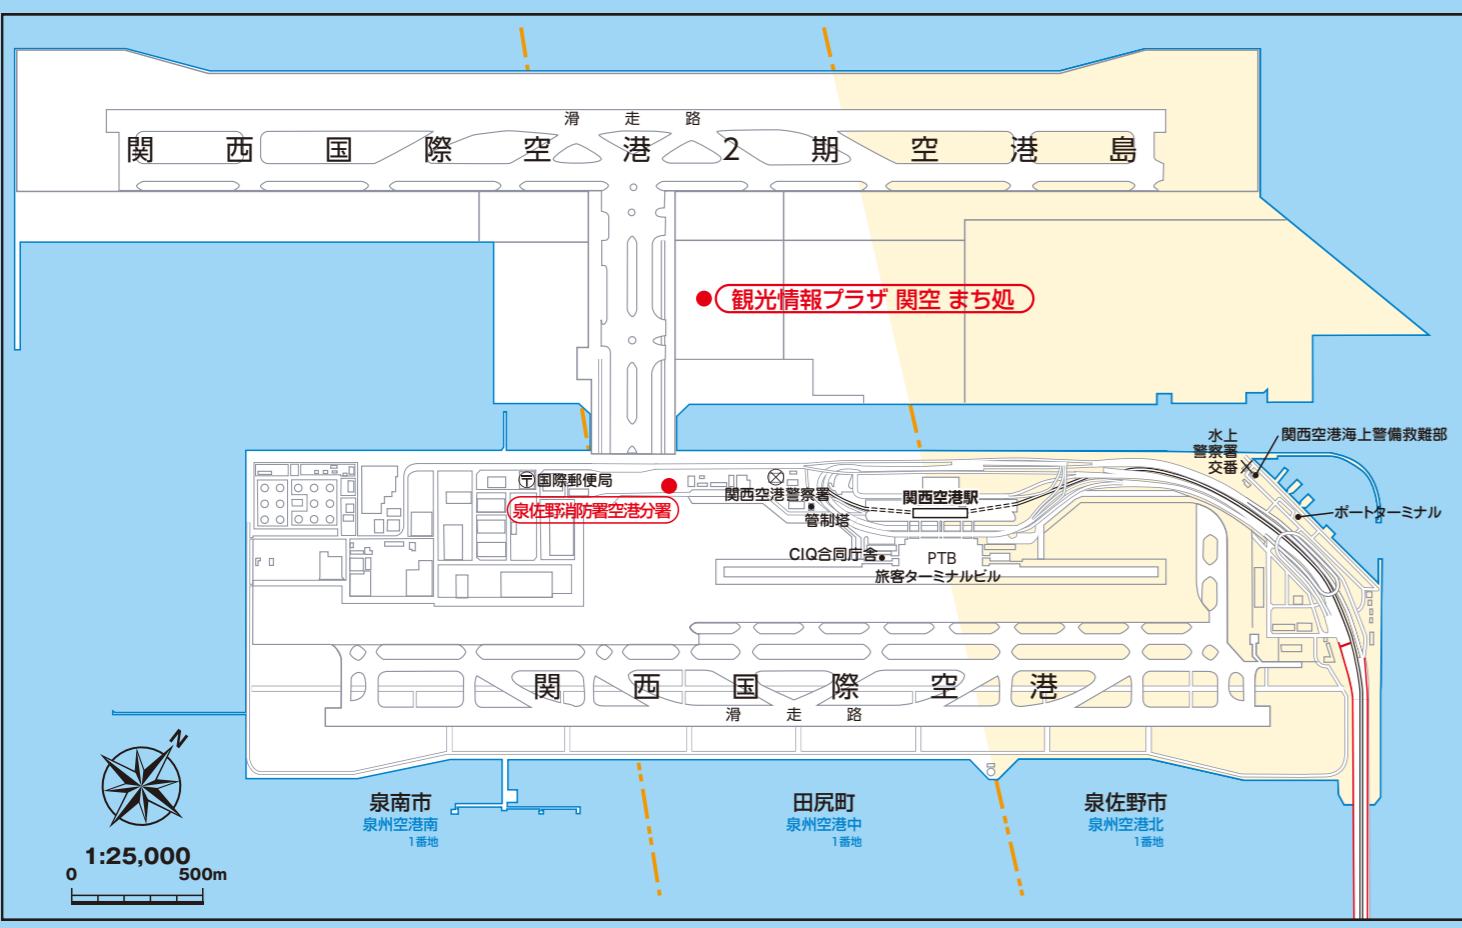 滑走路
関西国際空港2期空港島
観光情報プラザ 関空 まち処
水上
警察署
交番
関西空港海上警備救難部
〒国際郵便局
関西空港警察署
関西空港駅
泉佐野消防署空港分署
管制塔
ポートターミナル
CIQ合同庁舎
PTB
旅客ターミナルビル
関西国際空港
滑走路
N
泉南市
泉州空港南
1番地
田尻町
泉州空港中
1番地
泉佐野市
泉州空港北
1番地
1:25,000
0 500m